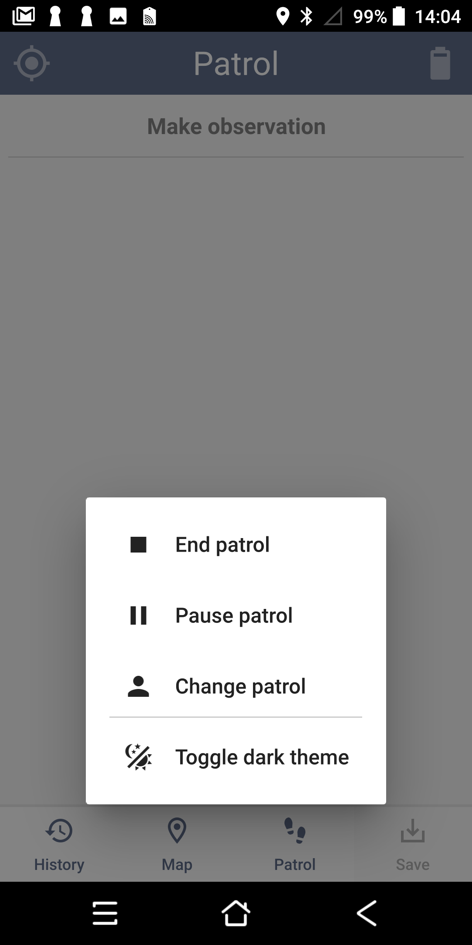 99% 14:04
Patrol
Make observation
End patrol
Pause patrol
Change patrol
Toggle dark theme
History Map Patrol Save